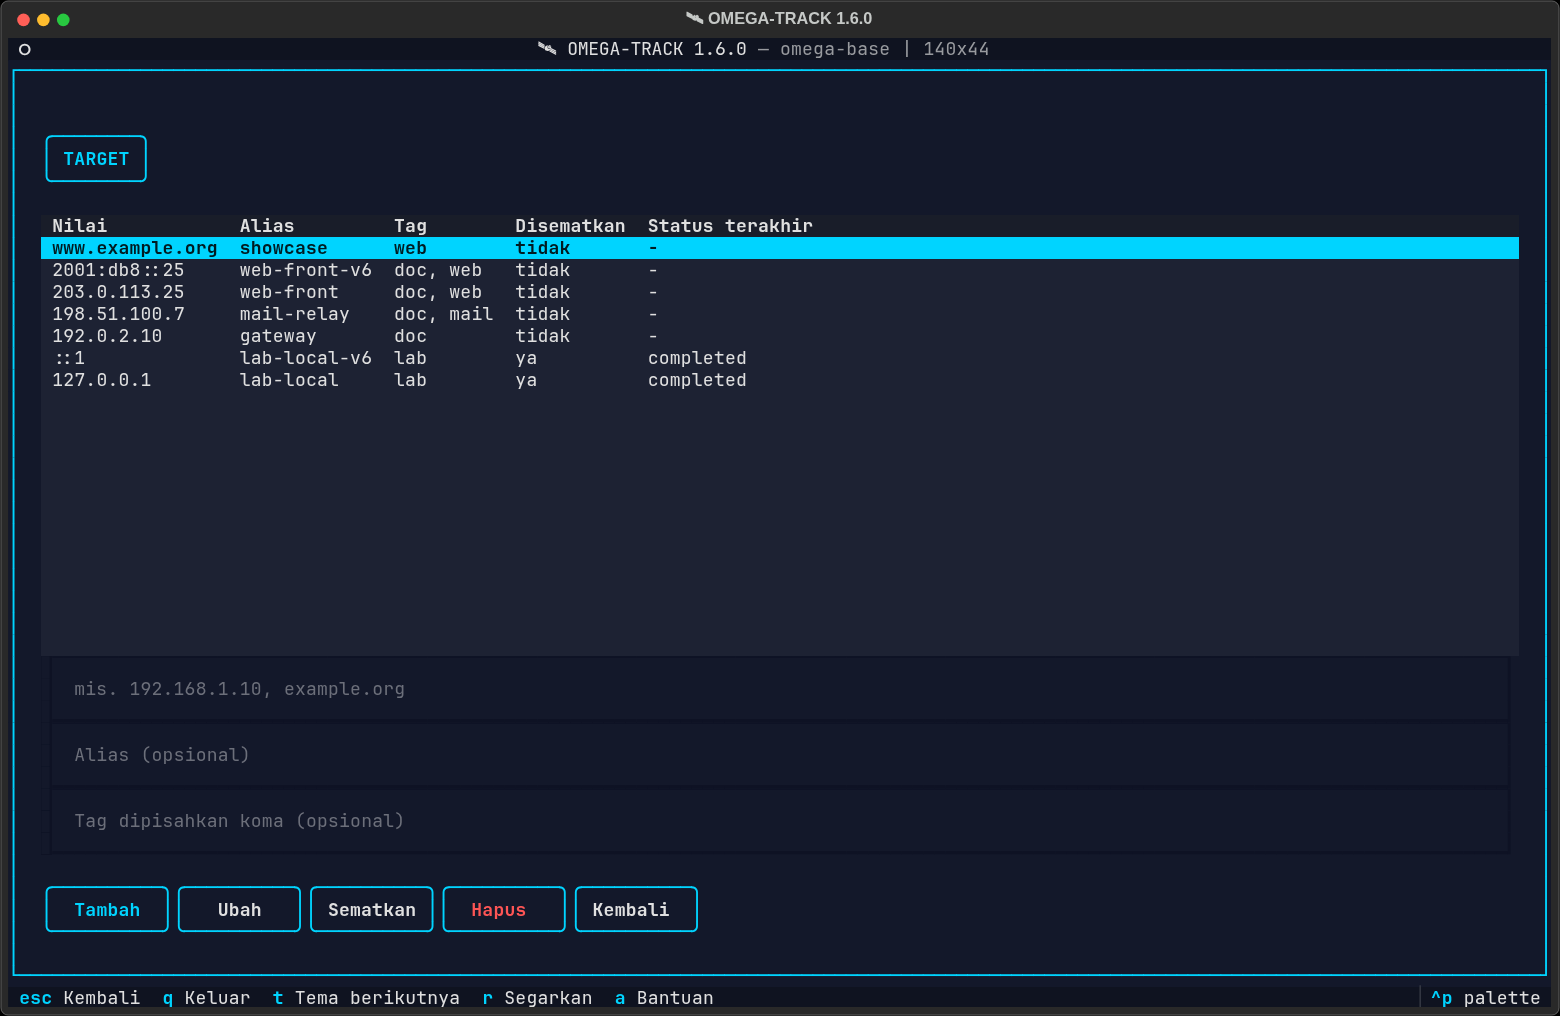 🛰 OMEGA-TRACK 1.6.0
🛰 OMEGA-TRACK 1.6.0 — omega-base | 140x44
TARGET
Nilai Alias Tag Disematkan Status terakhir
www.example.org showcase web tidak -
2001:db8::25 web-front-v6 doc, web tidak -
203.0.113.25 web-front doc, web tidak -
198.51.100.7 mail-relay doc, mail tidak -
192.0.2.10 gateway doc tidak -
::1 lab-local-v6 lab ya completed
127.0.0.1 lab-local lab ya completed
mis. 192.168.1.10, example.org
Alias (opsional)
Tag dipisahkan koma (opsional)
Tambah Ubah Sematkan Hapus Kembali
esc Kembali q Keluar t Tema berikutnya r Segarkan a Bantuan ^p palette